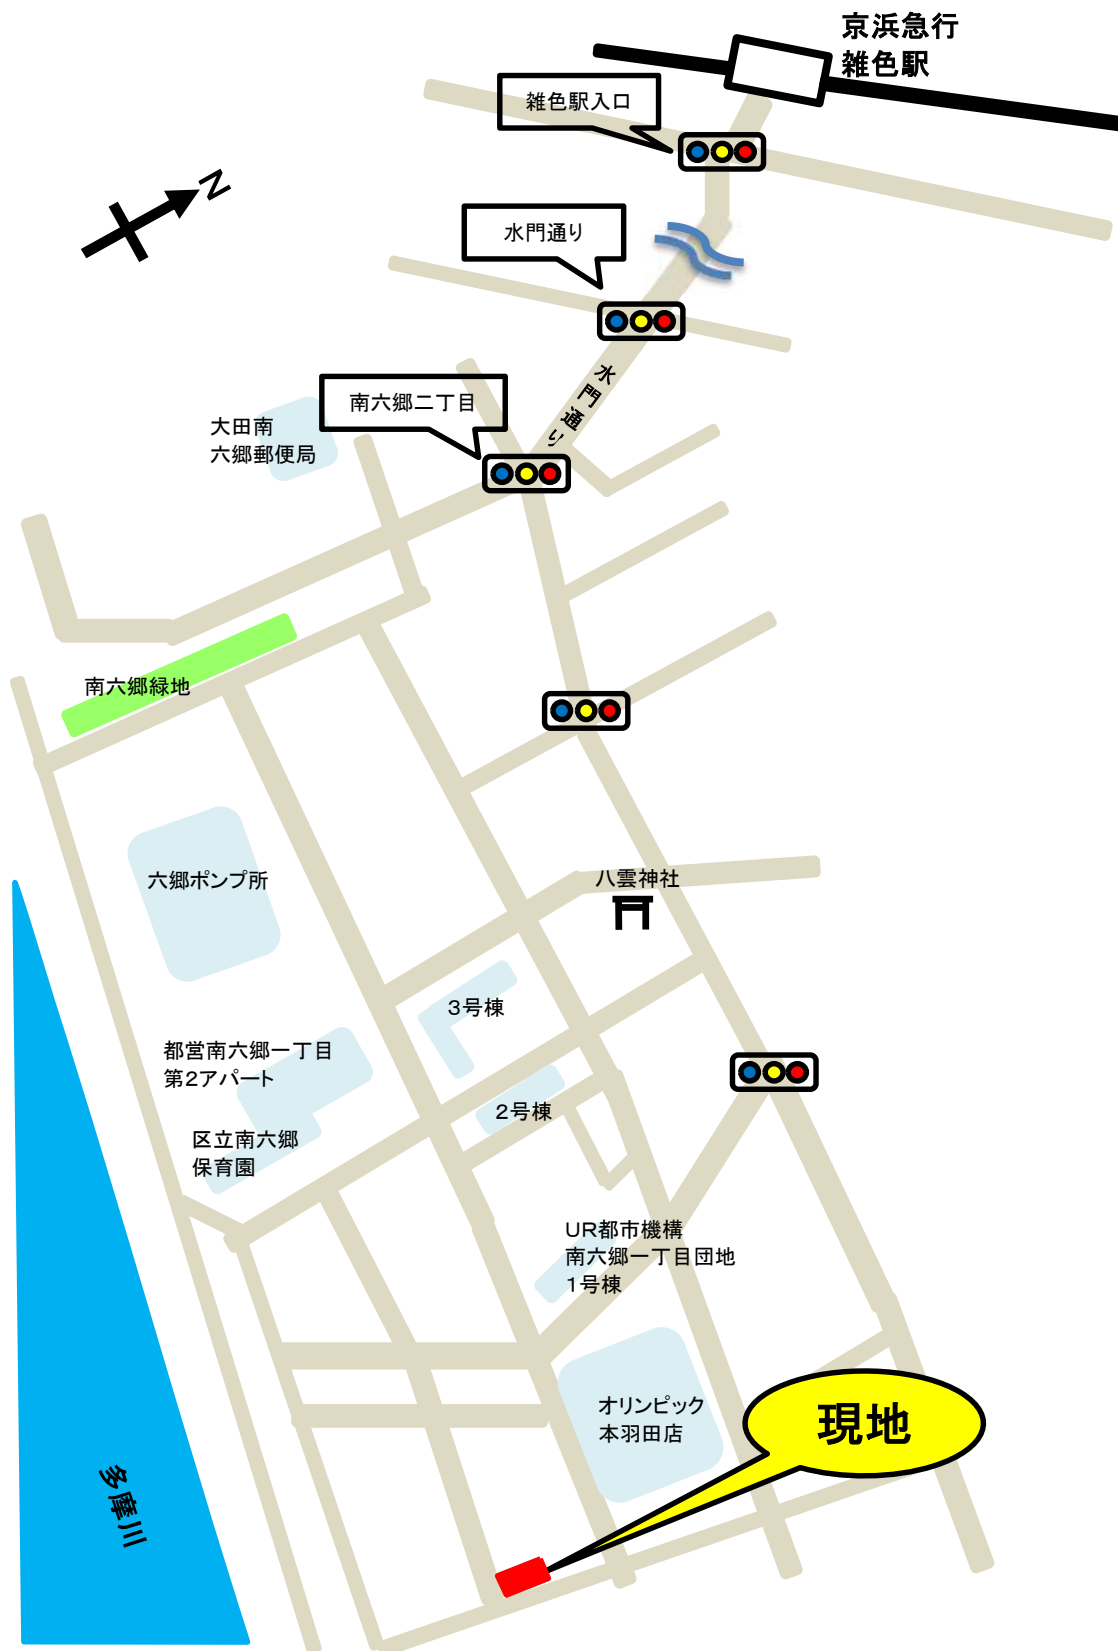 京浜急行
雑色駅
雑色駅入口
N
水門通り
水門通り
南六郷二丁目
大田南
六郷郵便局
南六郷緑地
六郷ポンプ所
八雲神社
3号棟
都営南六郷一丁目
第2アパート
2号棟
区立南六郷
保育園
UR都市機構
南六郷一丁目団地
1号棟
オリンピック
本羽田店
現地
多摩川